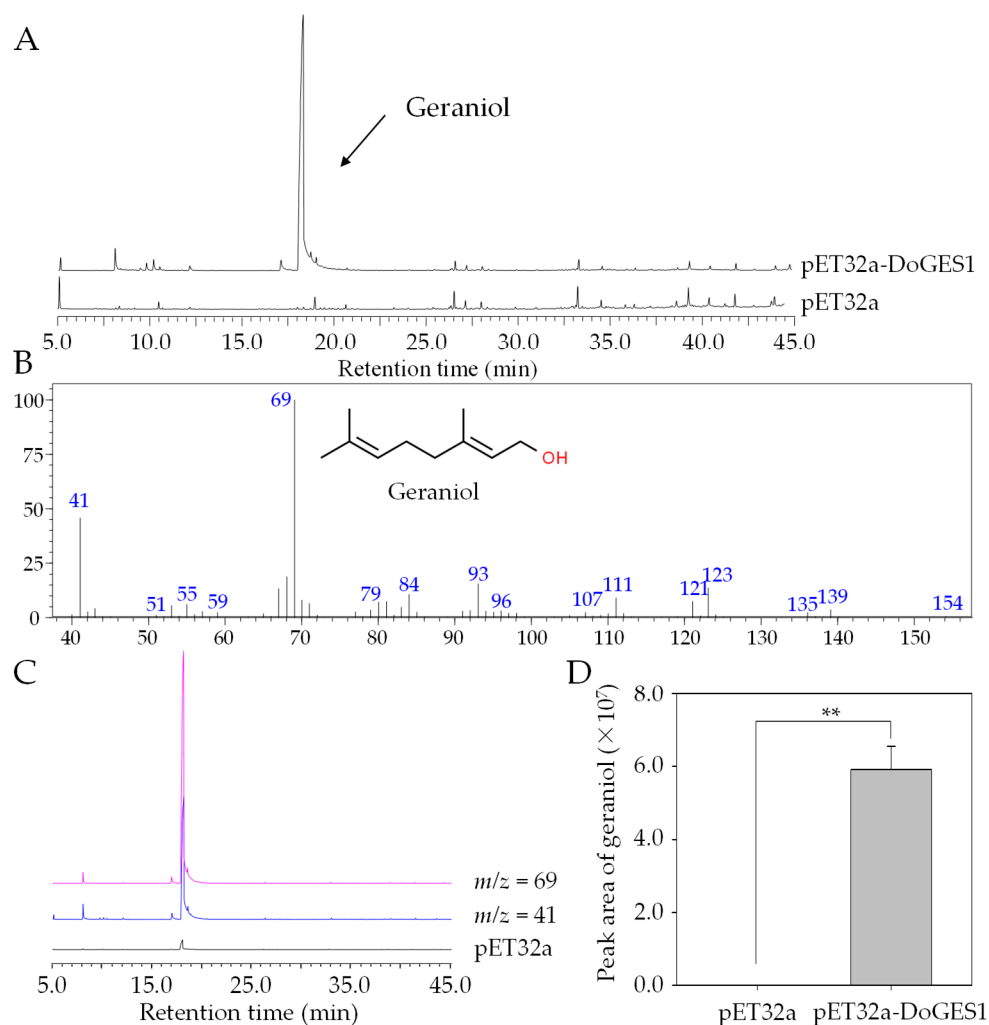 A
Geraniol
pET32a-DoGES1
pET32a
5.0 10.0 15.0 20.0 25.0 30.0 35.0 40.0 45.0
Retention time (min)
B
100
75
50
25
0
69
41
51
55
59
79
84
93
96
107
111
121
123
135
139
154
OH
Geraniol
40 50 60 70 80 90 100 110 120 130 140 150
C
m/z = 69
m/z = 41
pET32a
5.0 15.0 25.0 35.0 45.0
Retention time (min)
D
Peak area of geraniol (×10⁷)
8.0
6.0
4.0
2.0
0.0
**
pET32a pET32a-DoGES1